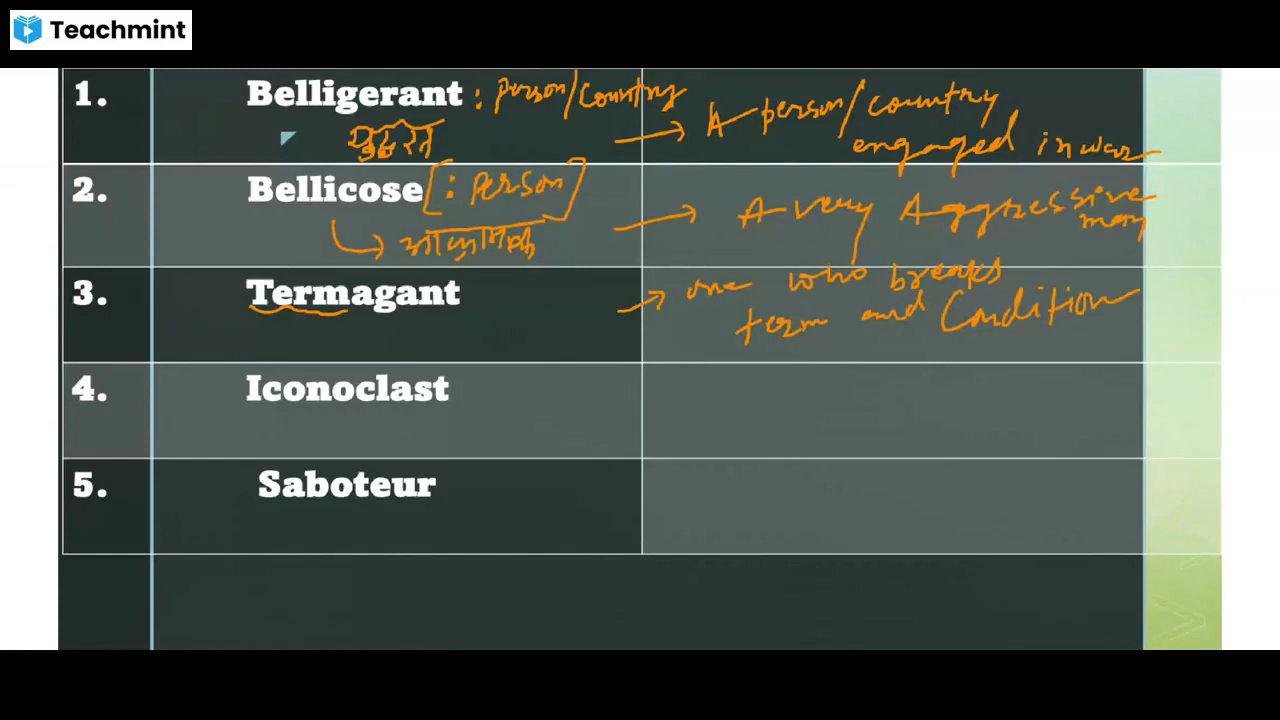 Teachmint
1. Belligerant : person/country
युद्धरत → A person/country
engaged in war
2. Bellicose [: person]
→ आक्रामक → A very Aggressive
man
3. Termagant → one who breaks
term and Condition
4. Iconoclast
5. Saboteur